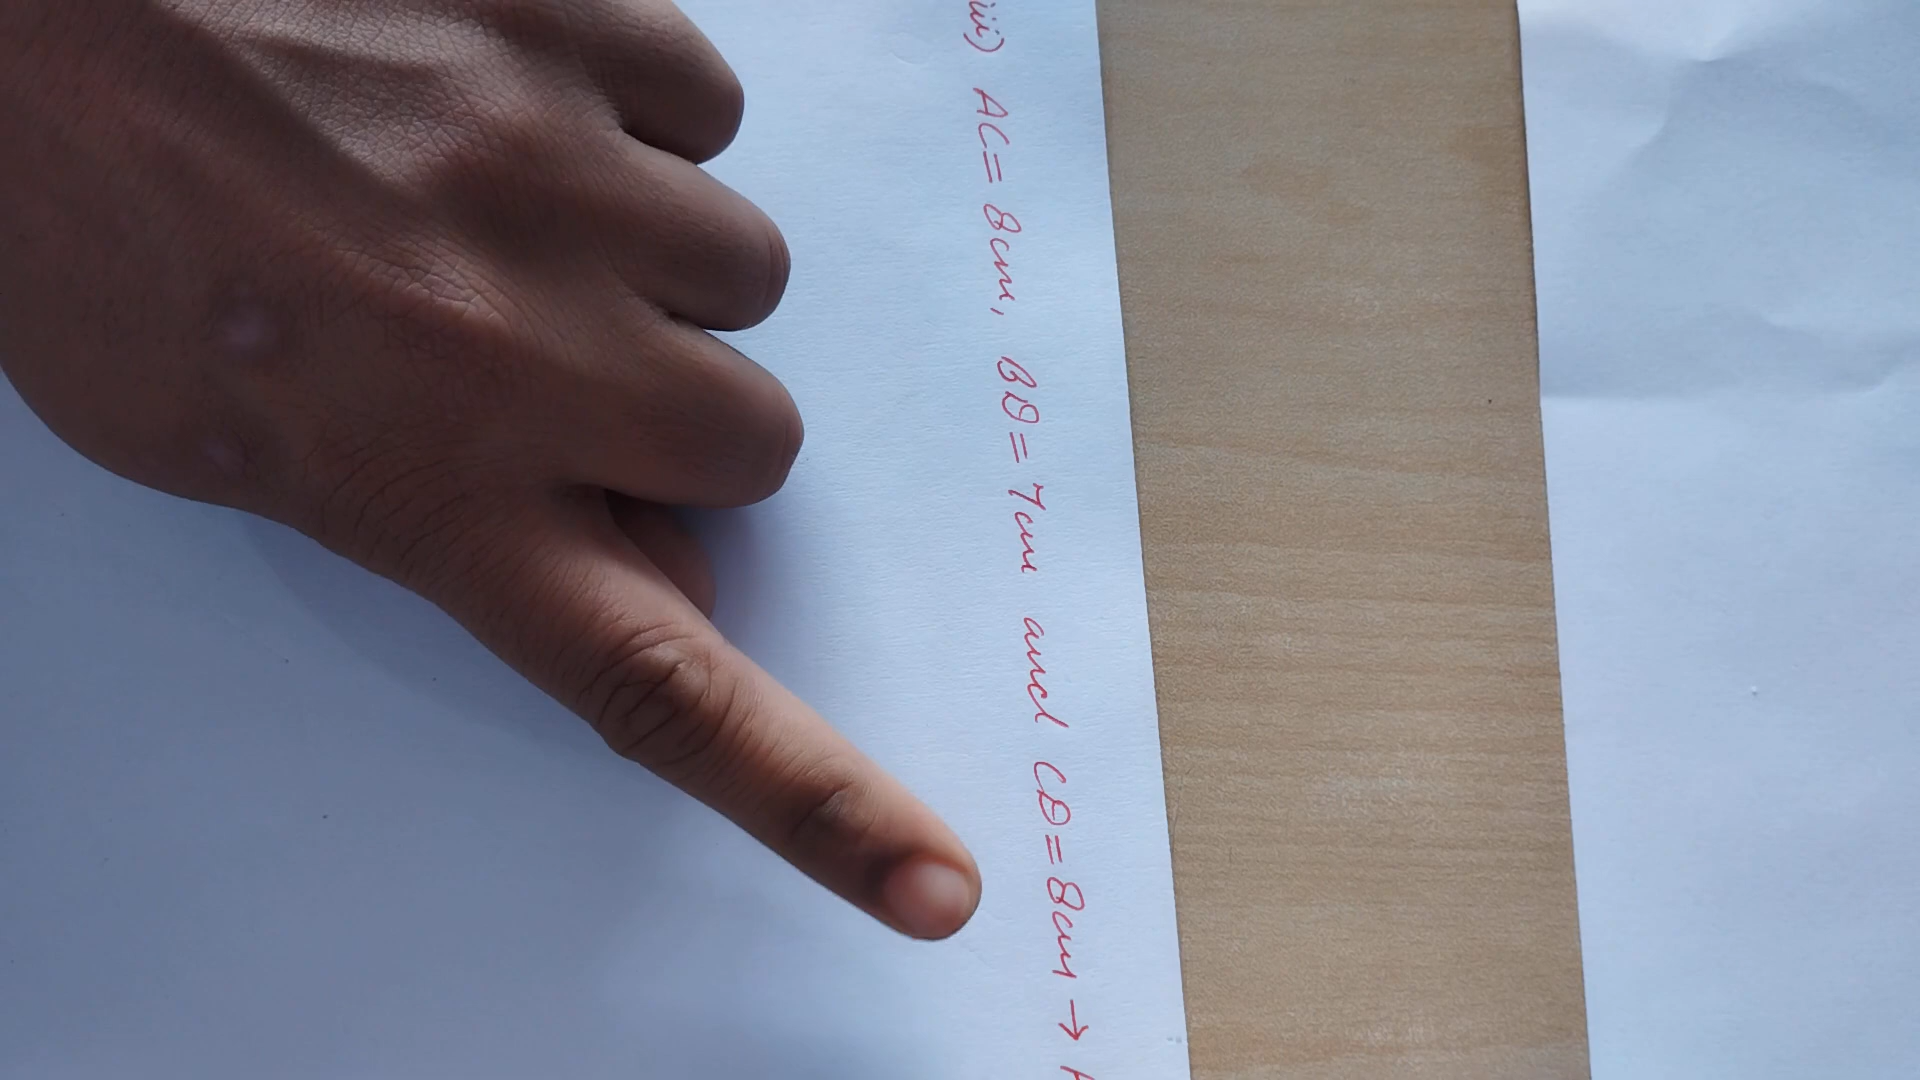 iii) AC = 8cm, BD = 7cm and CD = 8cm →